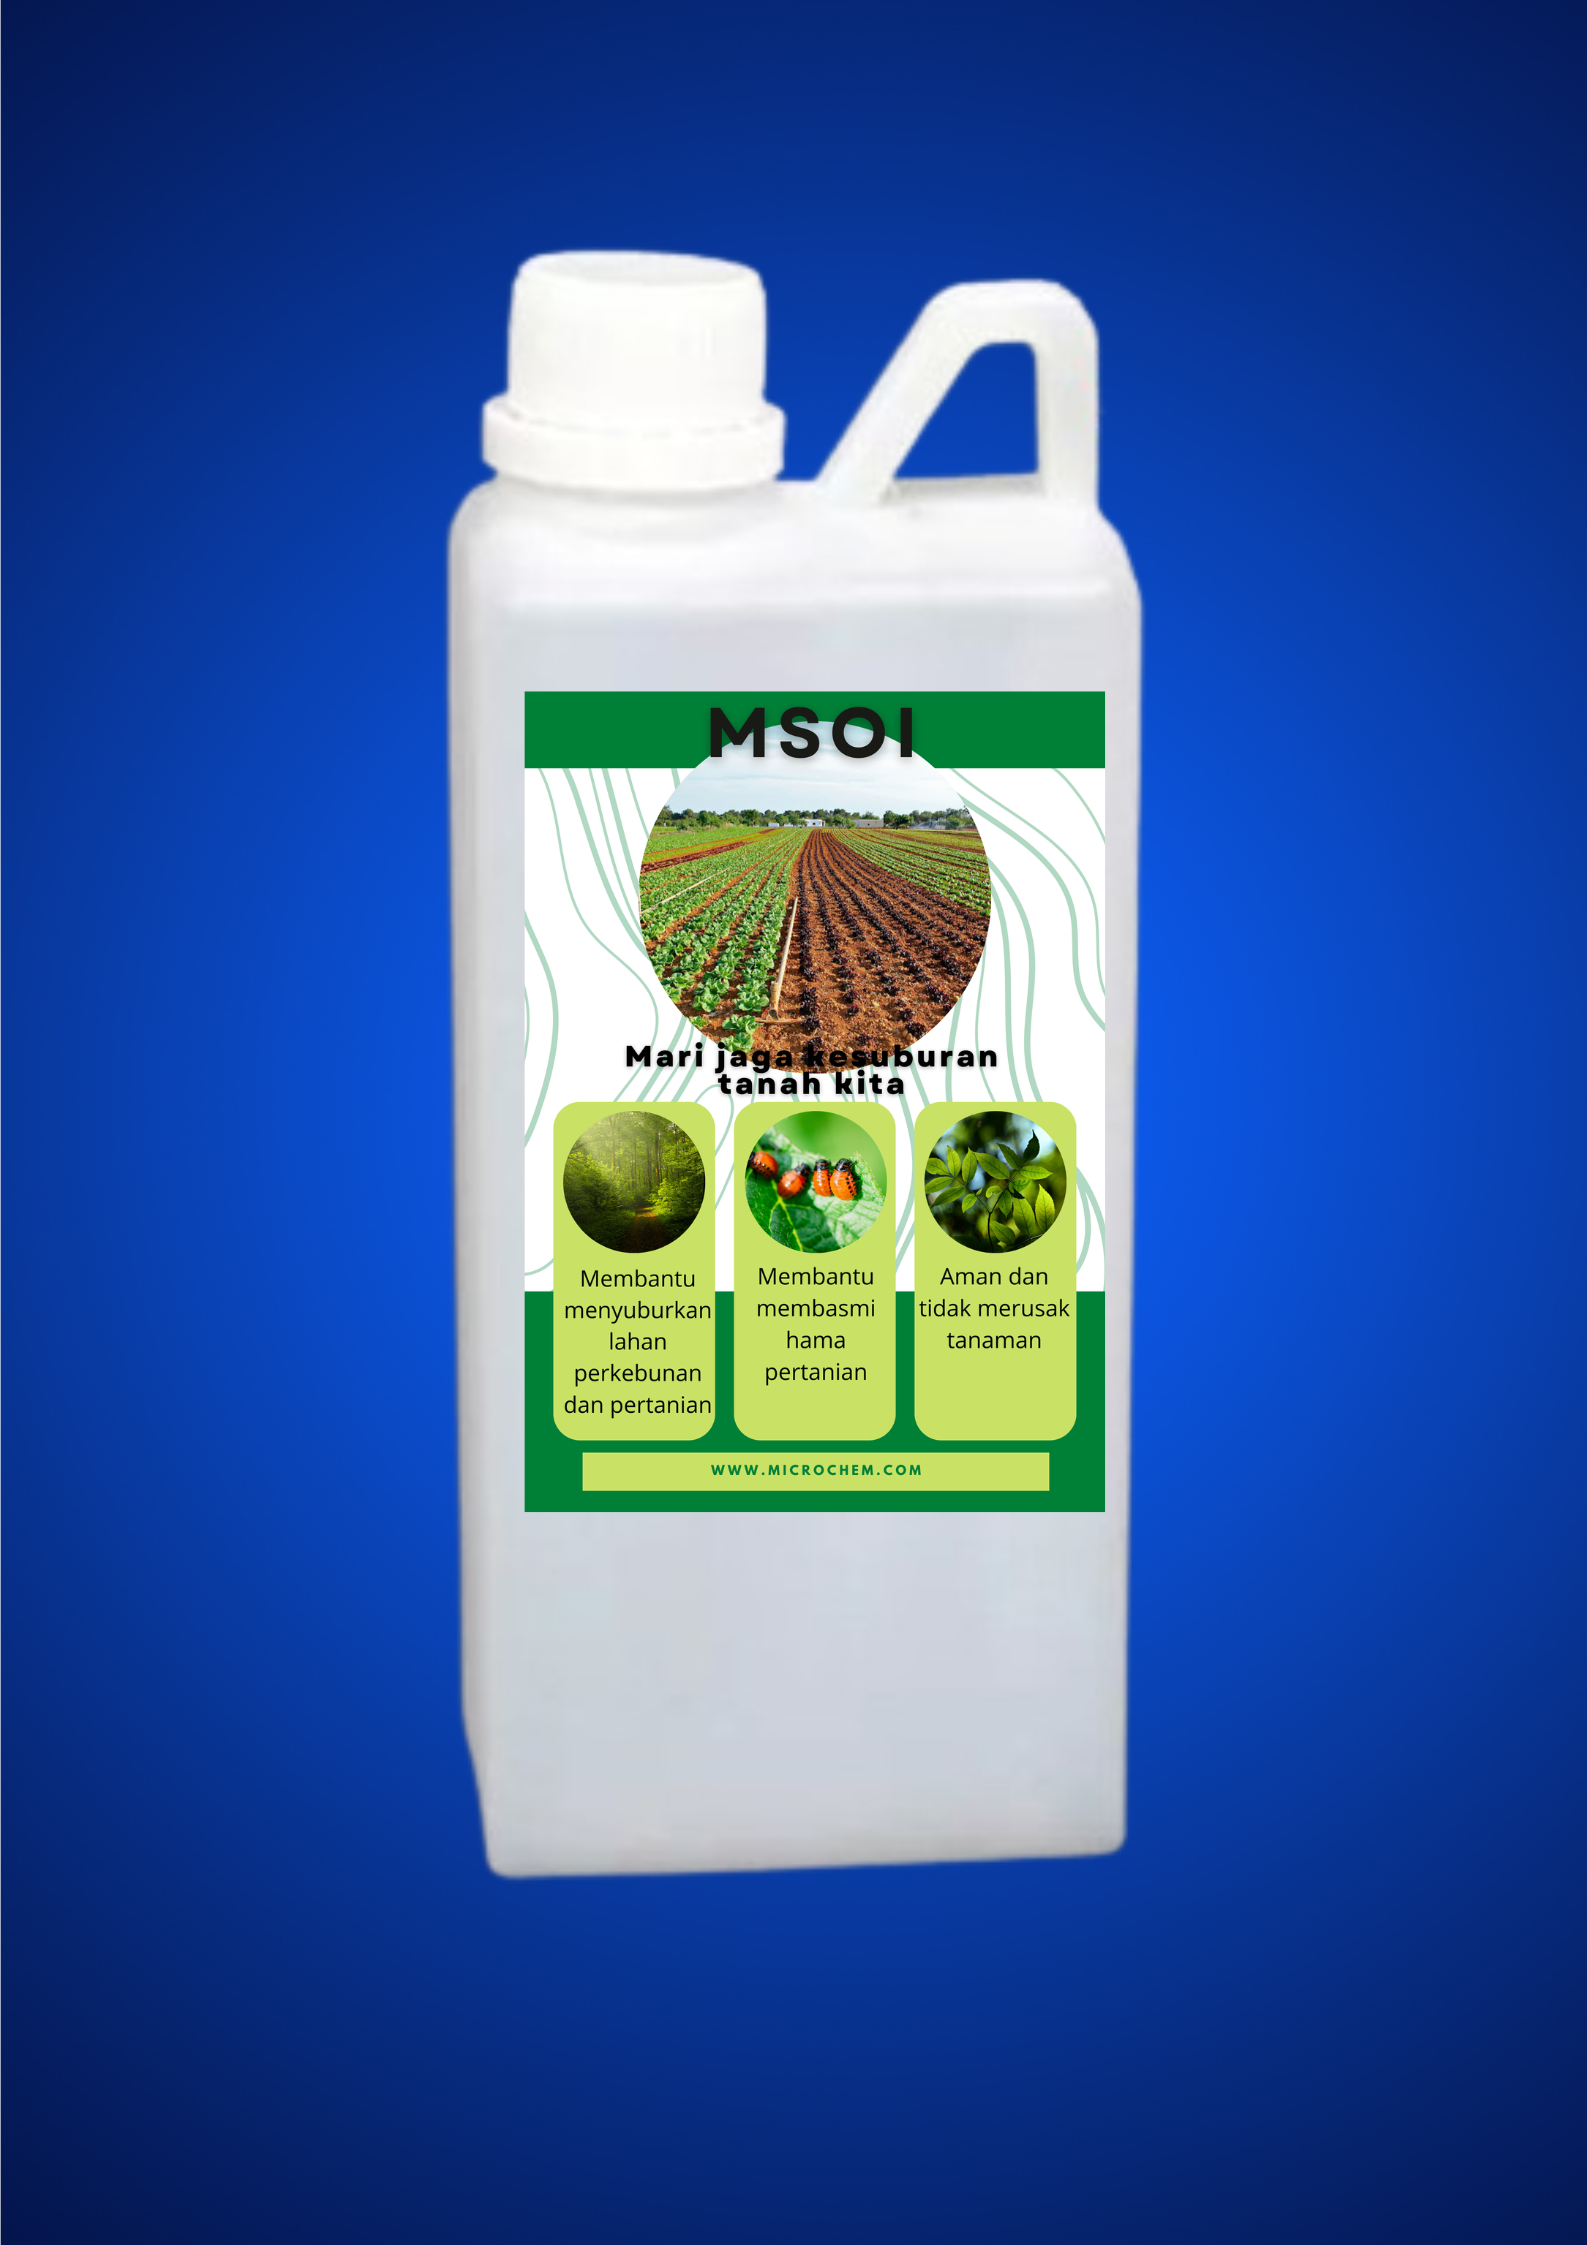 MSOI
Mari jaga kesuburan
tanah kita
Membantu
menyuburkan
lahan
perkebunan
dan pertanian
Membantu
membasmi
hama
pertanian
Aman dan
tidak merusak
tanaman
WWW.MICROCHEM.COM